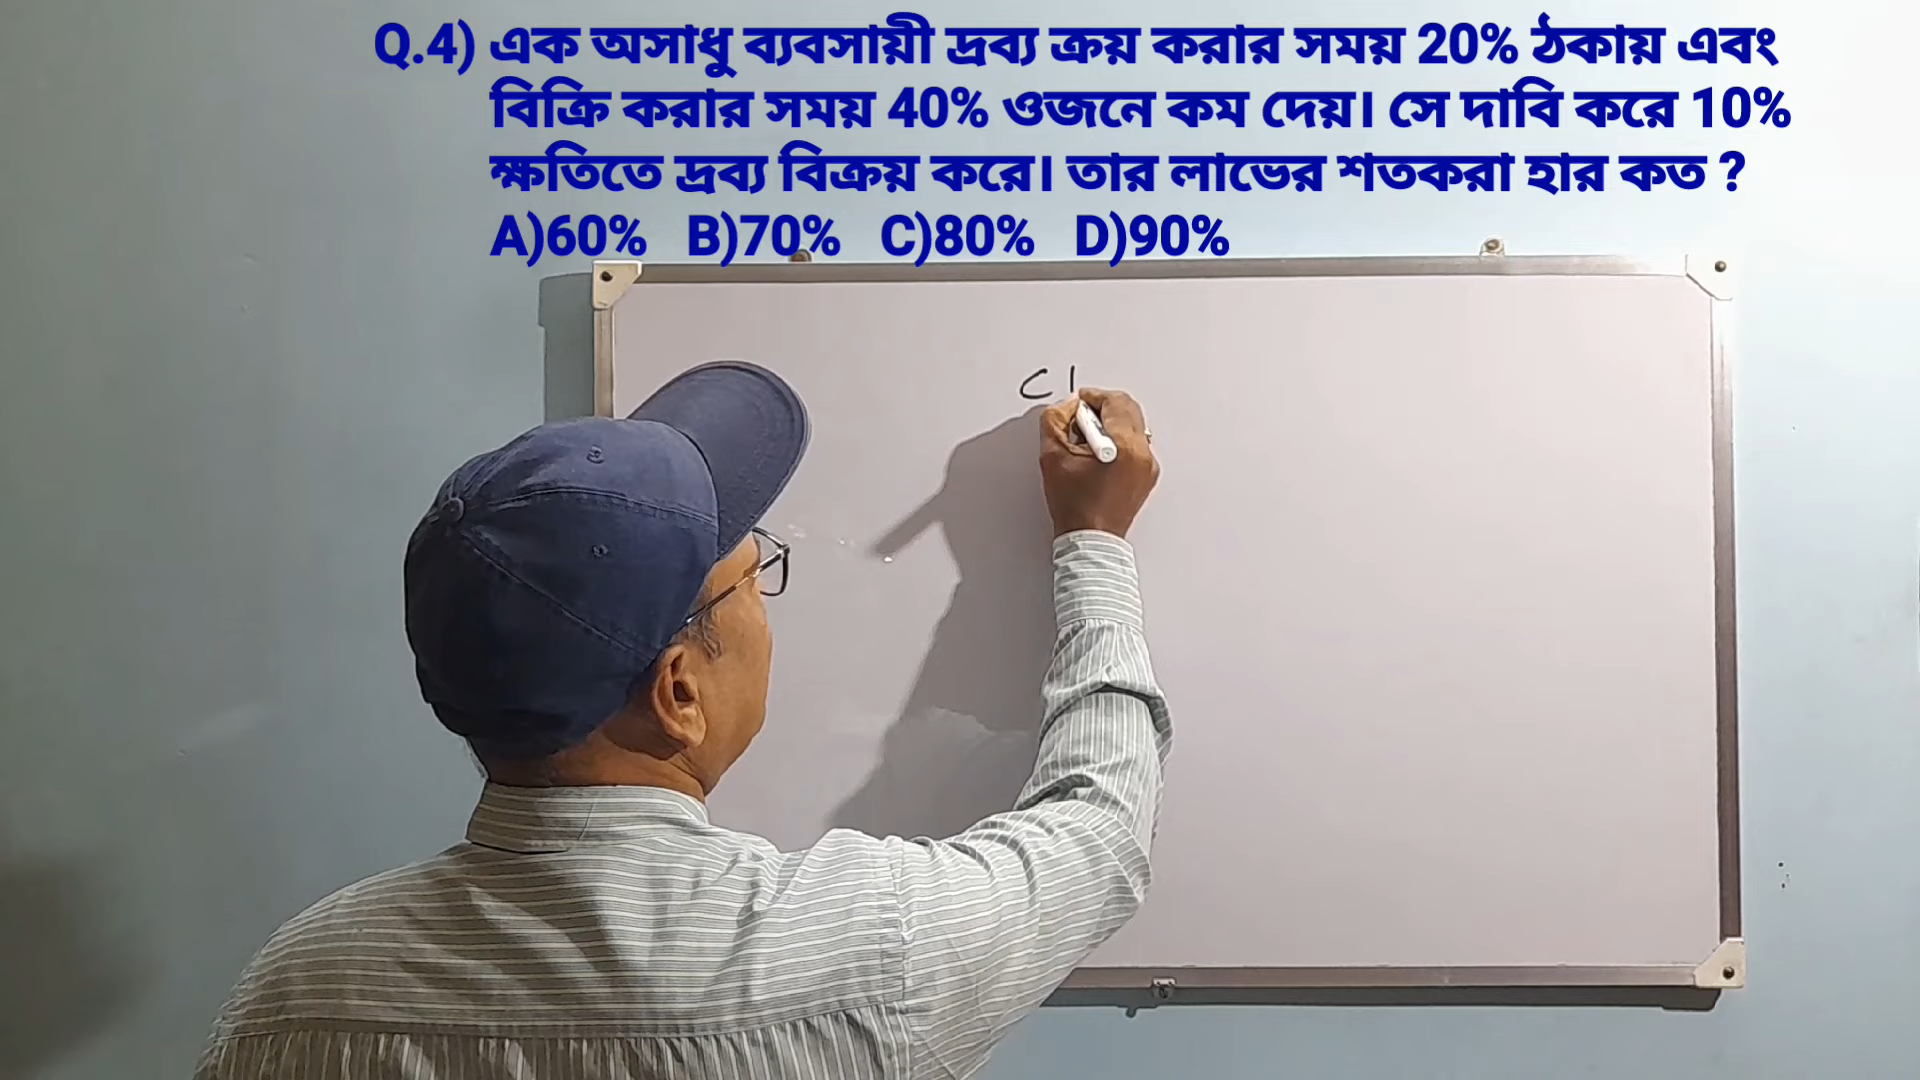 Q.4) এক অসাধু ব্যবসায়ী দ্রব্য ক্রয় করার সময় 20% ঠকায় এবং
বিক্রি করার সময় 40% ওজনে কম দেয়। সে দাবি করে 10%
ক্ষতিতে দ্রব্য বিক্রয় করে। তার লাভের শতকরা হার কত ?
A)60% B)70% C)80% D)90%
C I